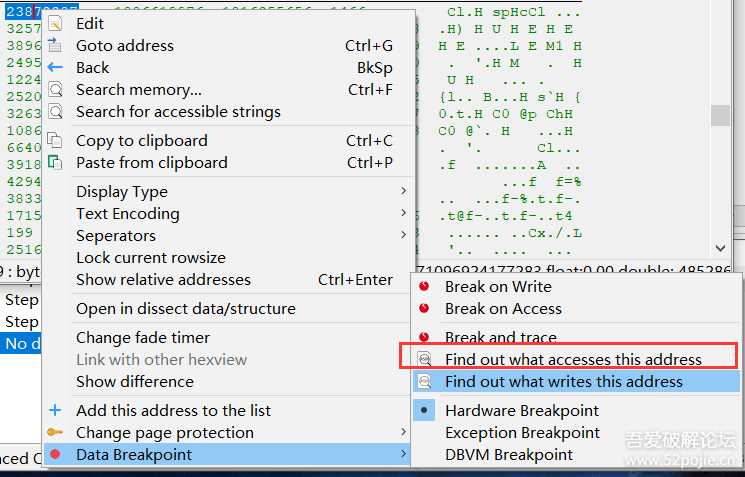 Edit
Goto address Ctrl+G
Back BkSp
Search memory... Ctrl+F
Search for accessible strings
Copy to clipboard Ctrl+C
Paste from clipboard Ctrl+P
Display Type
Text Encoding
Seperators
Lock current rowsize
Show relative addresses Ctrl+Enter
Open in dissect data/structure
Change fade timer
Link with other hexview
Show difference
Add this address to the list
Change page protection
Data Breakpoint
Break on Write
Break on Access
Break and trace
Find out what accesses this address
Find out what writes this address
Hardware Breakpoint
Exception Breakpoint
DBVM Breakpoint
3257
3896
2495
1224
2520
3263
1086
6640
3918
4294
3833
1715
199
2516
Cl.H spHcCl ...
.H) H U H E H E
H E ....L E M1 H
. '.H M . H
U H ... .
{l.. B...H s`H {
0.t.H C0 @p ChH
C0 @`. H ...H
. '. Cl...
.f .......A ..
...f f=%
.. ...f-%.t.f-.
.t@f-..t.f-..t4
...... ..Cx./.L
'.. .... ...
9 : byt
71096924177283 float:0.00 double: 485286
Step
Step
No d
吾爱破解论坛
www.52pojie.cn